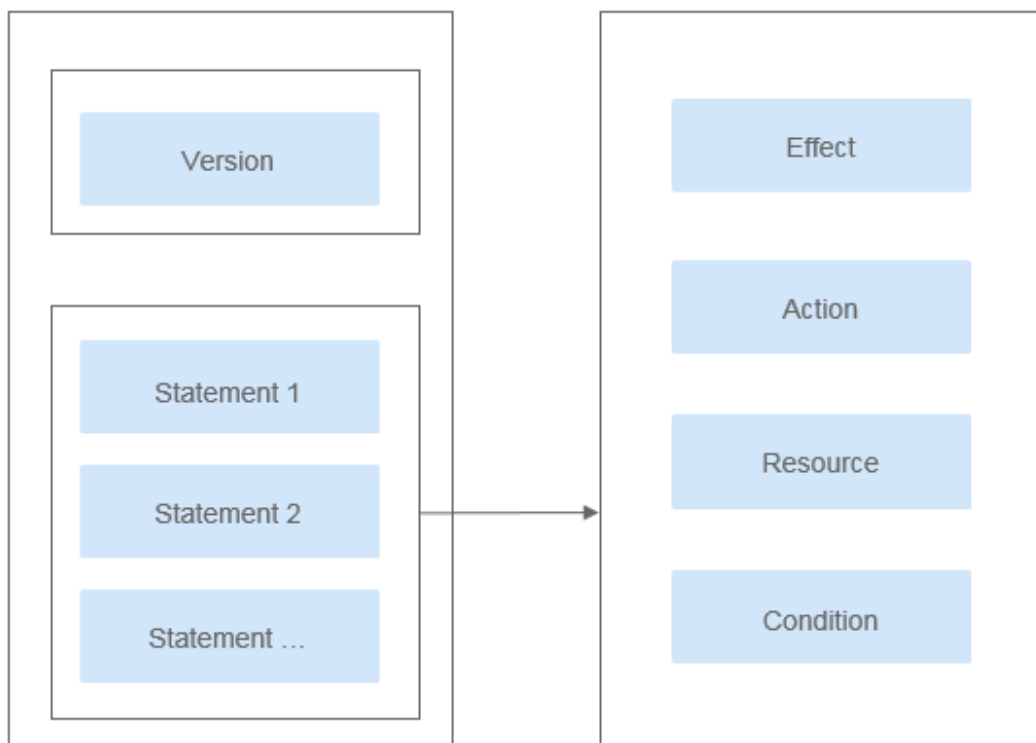 Version
Statement 1
Statement 2
Statement ...
Effect
Action
Resource
Condition